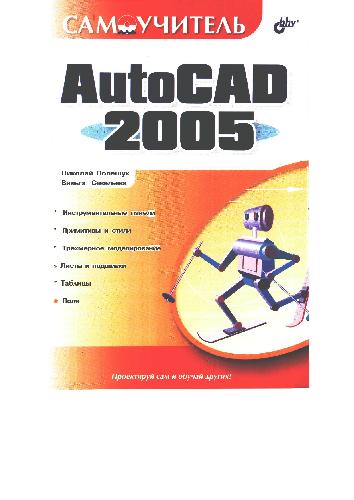 САМОУЧИТЕЛЬ
bhv
AutoCAD
2005
Николай Полещук
Вильга Савельева
Инструментальные панели
Примитивы и стили
Трехмерное моделирование
Листы и подшивки
Таблицы
Поля
Проектируй сам и обучай других!